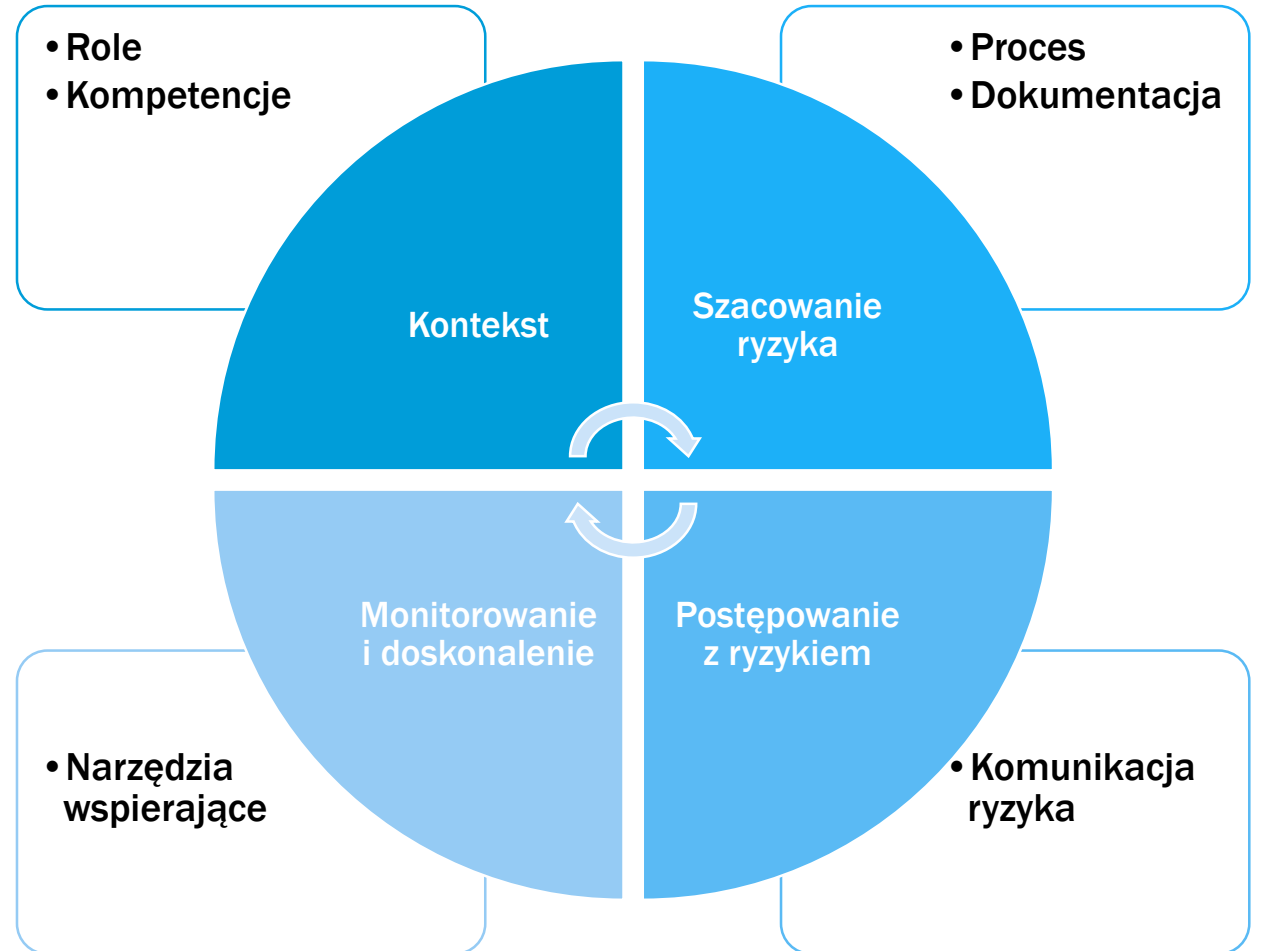 • Role
• Kompetencje
• Proces
• Dokumentacja
Kontekst
Szacowanie
ryzyka
Monitorowanie
i doskonalenie
Postępowanie
z ryzykiem
• Narzędzia
wspierające
• Komunikacja
ryzyka